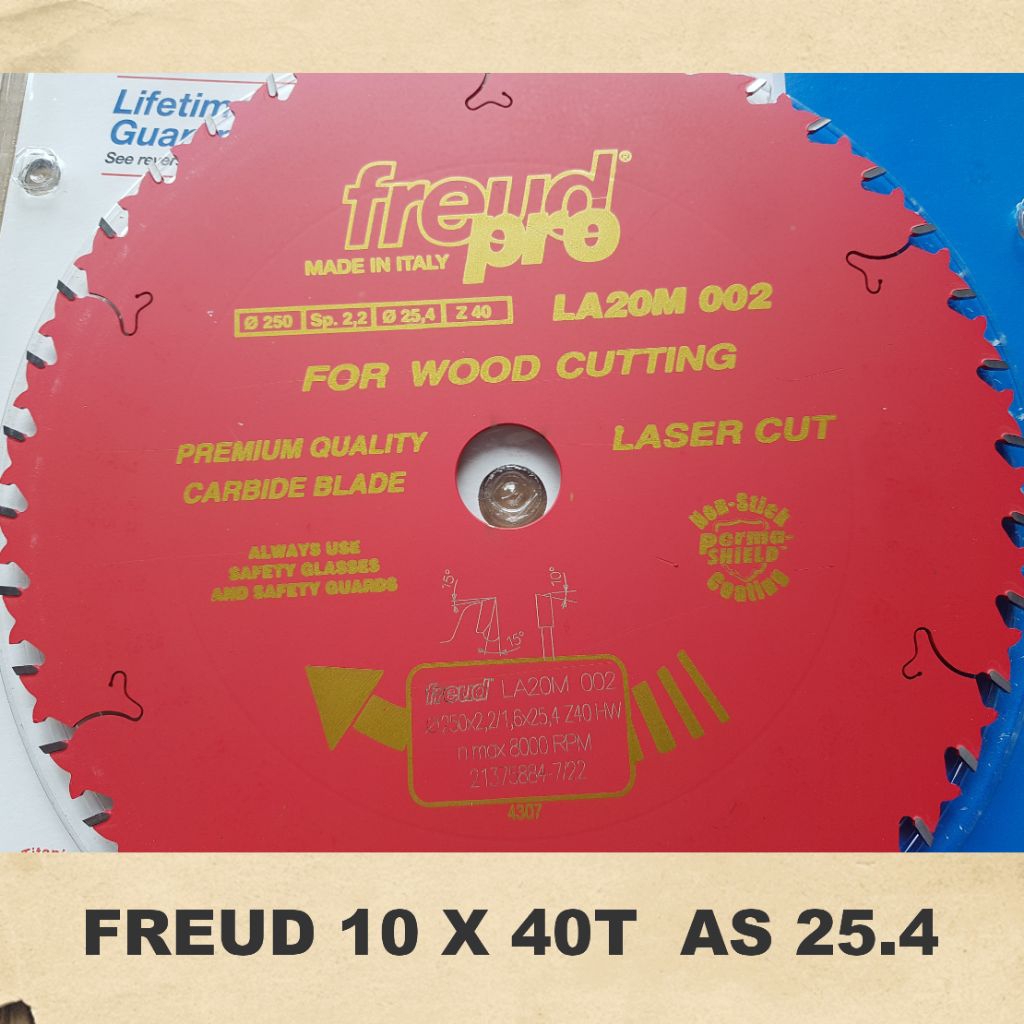 Lifetim
Guar
See rever
freud®
pro
MADE IN ITALY
Ø 250 Sp. 2,2 Ø 25,4 Z 40
LA20M 002
FOR WOOD CUTTING
PREMIUM QUALITY
CARBIDE BLADE
LASER CUT
Non-Stick
Perma-
SHIELD™
Coating
ALWAYS USE
SAFETY GLASSES
AND SAFETY GUARDS
15°
10°
15°
freud LA20M 002
Ø250x2,2/1,6x25,4 Z40 HW
n max 8000 RPM
21375884-7/22
4307
FREUD 10 X 40T AS 25.4